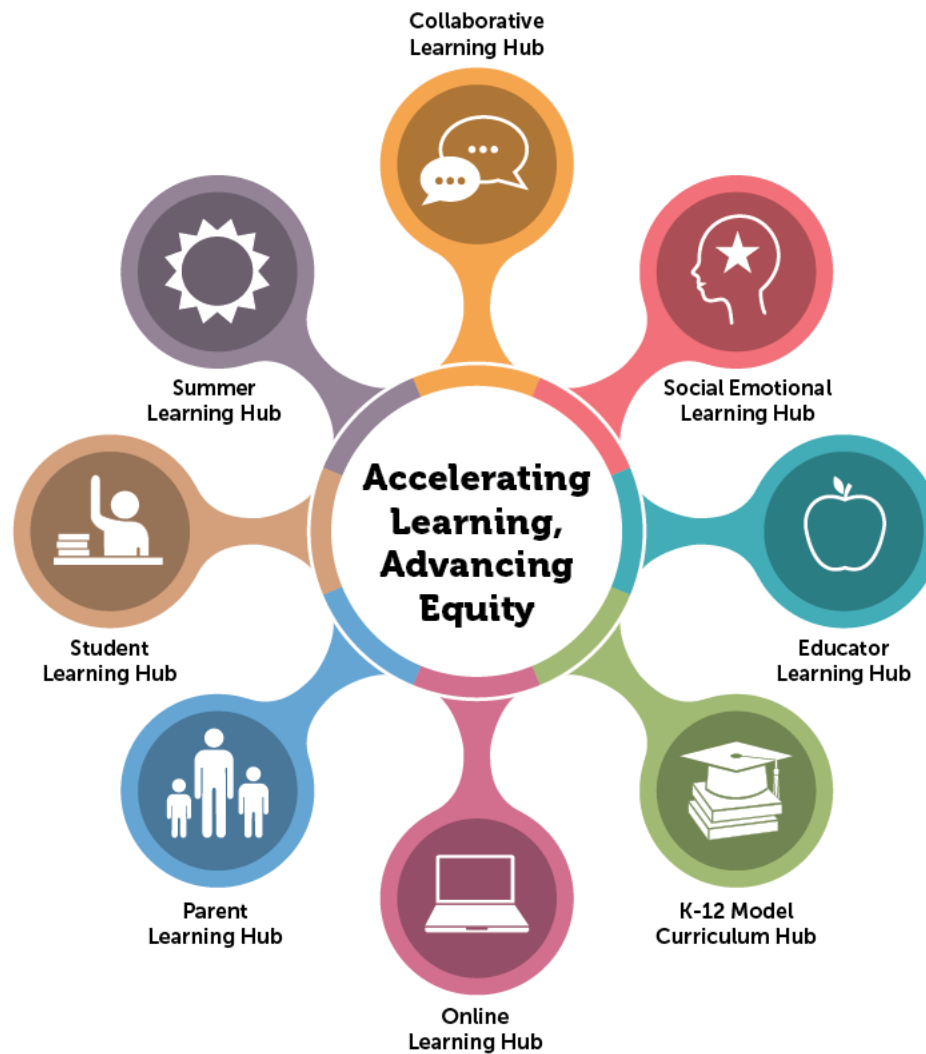 Collaborative
Learning Hub
Social Emotional
Learning Hub
Educator
Learning Hub
K-12 Model
Curriculum Hub
Online
Learning Hub
Parent
Learning Hub
Student
Learning Hub
Summer
Learning Hub
Accelerating
Learning,
Advancing
Equity